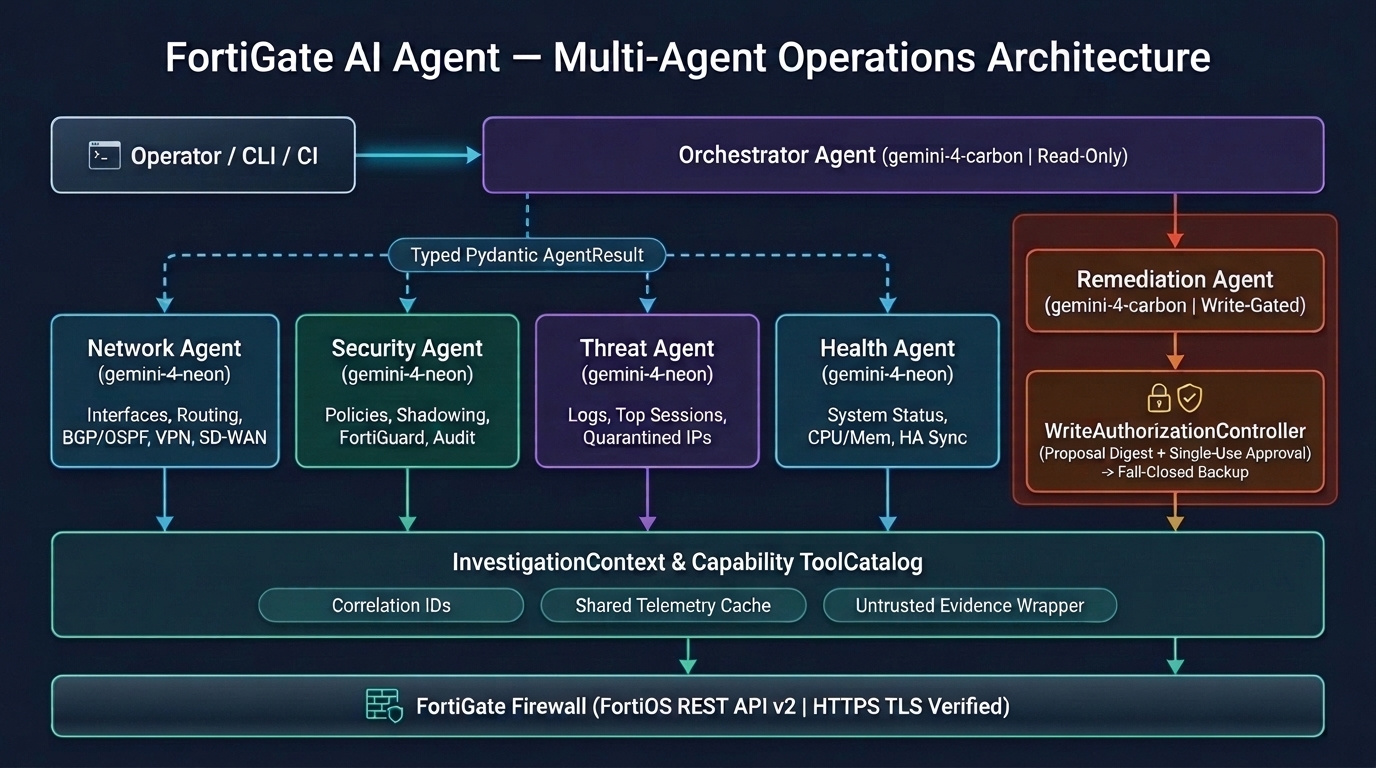 FortiGate AI Agent — Multi-Agent Operations Architecture
Operator / CLI / CI
Orchestrator Agent (gemini-4-carbon | Read-Only)
Typed Pydantic AgentResult
Network Agent
(gemini-4-neon)
Interfaces, Routing,
BGP/OSPF, VPN, SD-WAN
Security Agent
(gemini-4-neon)
Policies, Shadowing,
FortiGuard, Audit
Threat Agent
(gemini-4-neon)
Logs, Top Sessions,
Quarantined IPs
Health Agent
(gemini-4-neon)
System Status,
CPU/Mem, HA Sync
Remediation Agent
(gemini-4-carbon | Write-Gated)
WriteAuthorizationController
(Proposal Digest + Single-Use Approval)
→ Fall-Closed Backup
InvestigationContext & Capability ToolCatalog
Correlation IDs
Shared Telemetry Cache
Untrusted Evidence Wrapper
FortiGate Firewall (FortiOS REST API v2 | HTTPS TLS Verified)